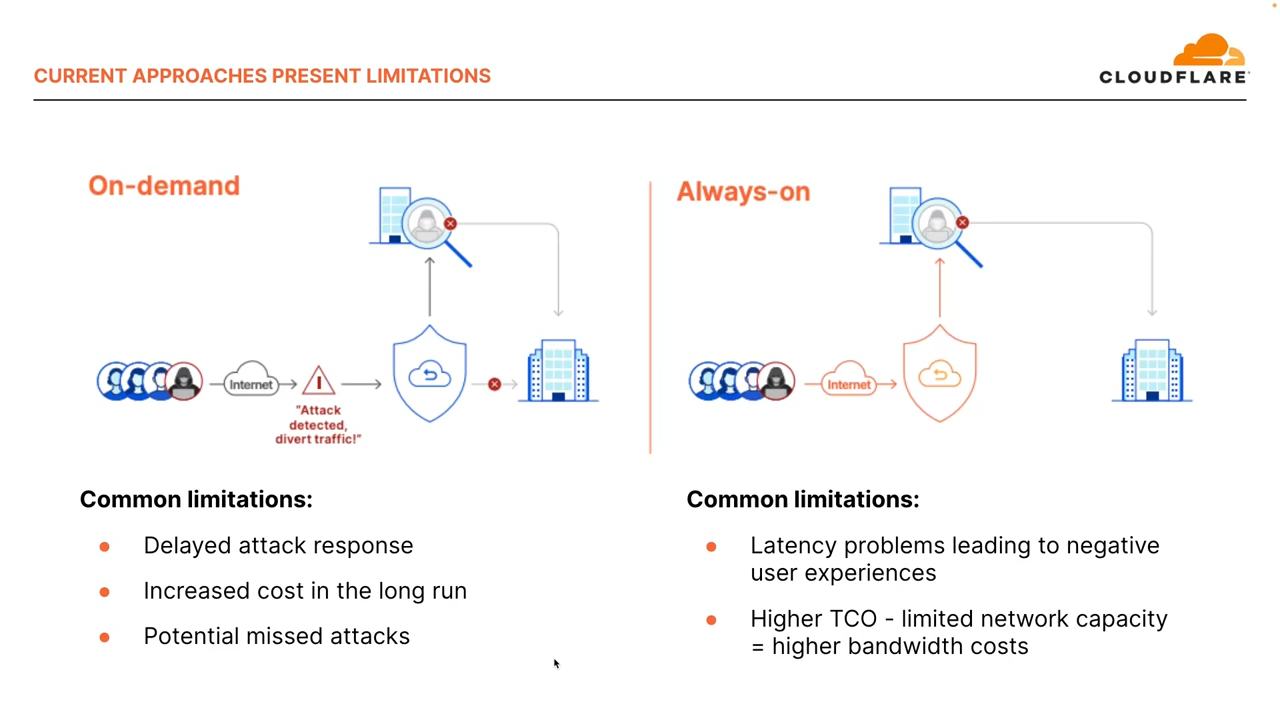 CURRENT APPROACHES PRESENT LIMITATIONS
CLOUDFLARE
On-demand
Internet
"Attack
detected,
divert traffic!"
Common limitations:
Delayed attack response
Increased cost in the long run
Potential missed attacks
Always-on
Internet
Common limitations:
Latency problems leading to negative
user experiences
Higher TCO - limited network capacity
= higher bandwidth costs